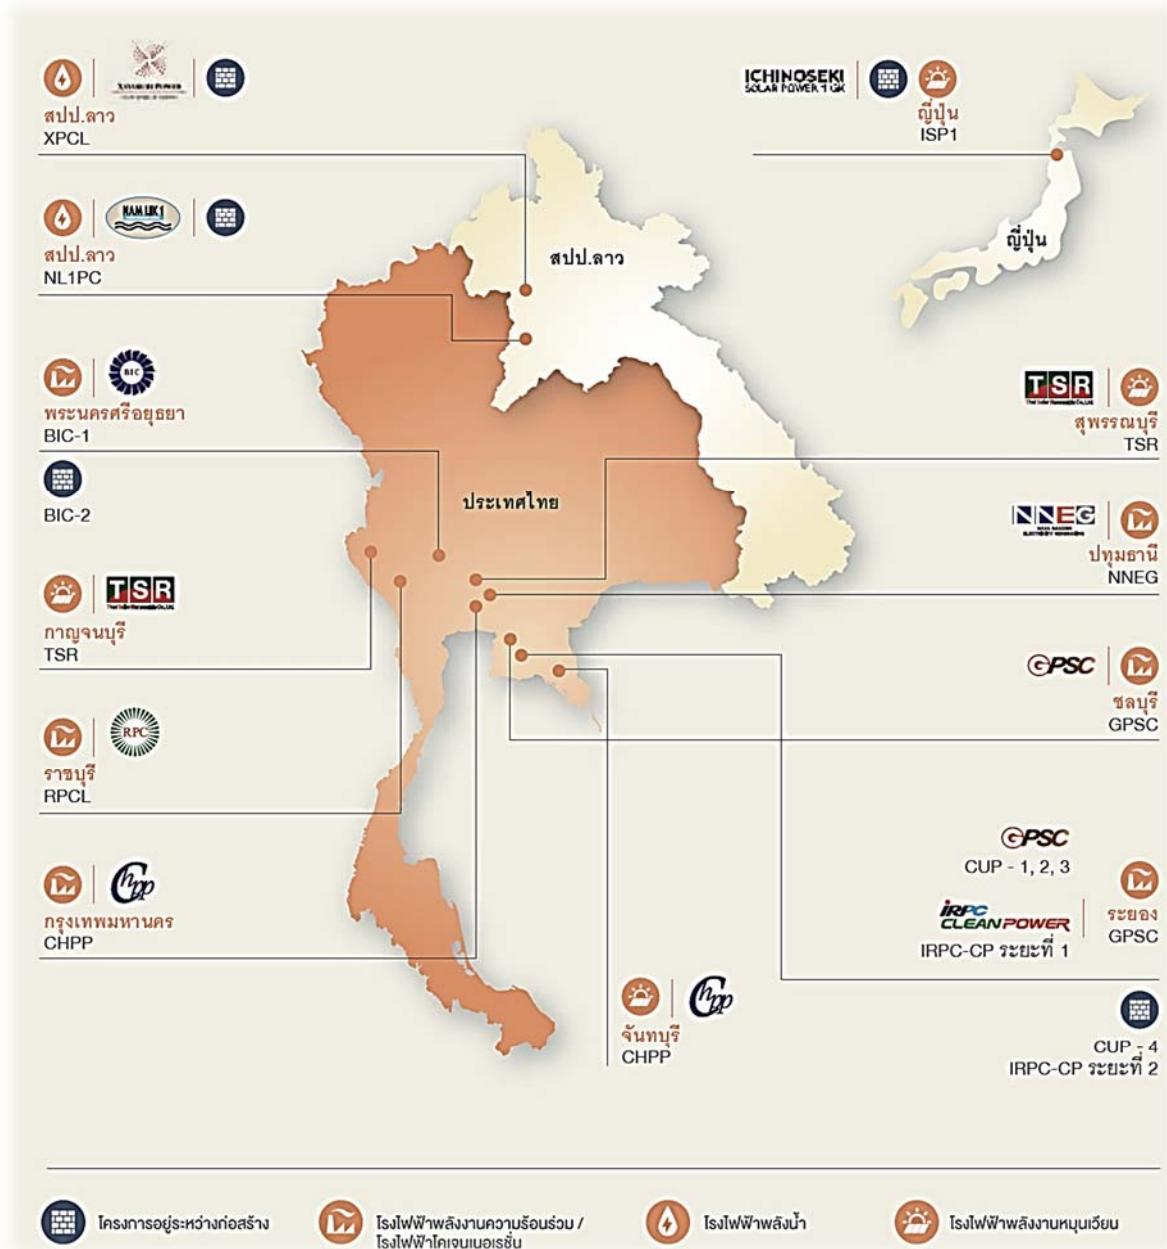 XAYABURI POWER
สปป.ลาว
XPCL
NAM LIK 1
สปป.ลาว
NL1PC
BIC
พระนครศรีอยุธยา
BIC-1
BIC-2
TSR
กาญจนบุรี
TSR
RPC
ราชบุรี
RPCL
Chpp
กรุงเทพมหานคร
CHPP
สปป.ลาว
ประเทศไทย
ญี่ปุ่น
ICHINOSEKI
SOLAR POWER 1 GK
ญี่ปุ่น
ISP1
TSR
สุพรรณบุรี
TSR
NNEG
ปทุมธานี
NNEG
GPSC
ชลบุรี
GPSC
GPSC
CUP - 1, 2, 3
iRPC
CLEAN POWER
IRPC-CP ระยะที่ 1
ระยอง
GPSC
CUP - 4
IRPC-CP ระยะที่ 2
Chpp
จันทบุรี
CHPP
โครงการอยู่ระหว่างก่อสร้าง
โรงไฟฟ้าพลังงานความร้อนร่วม /
โรงไฟฟ้าโคเจนเนอเรชั่น
โรงไฟฟ้าพลังน้ำ
โรงไฟฟ้าพลังงานหมุนเวียน